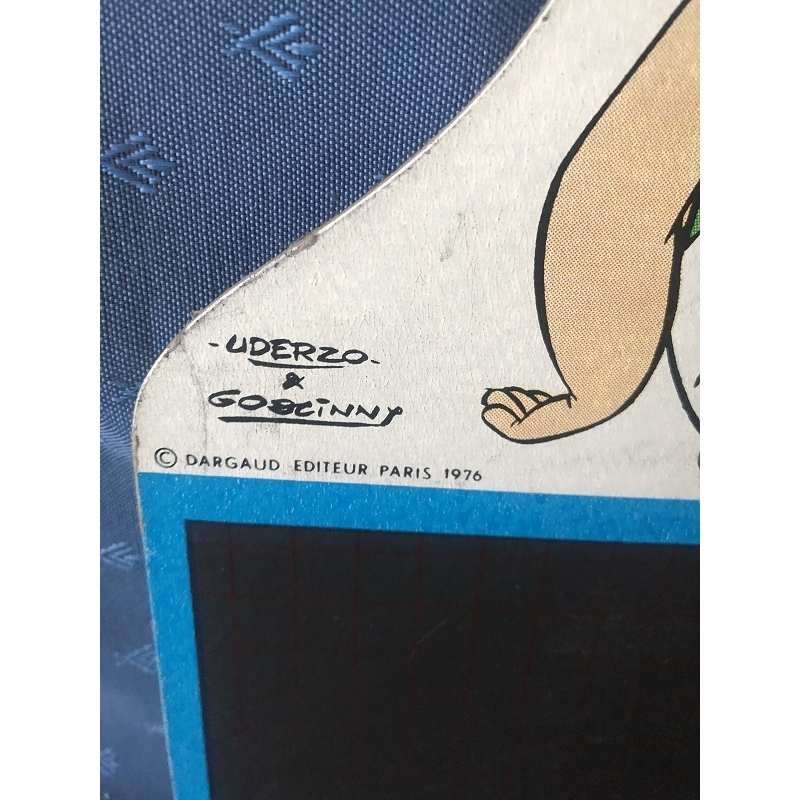 - UDERZO -
&
GOSCINNY
© DARGAUD EDITEUR PARIS 1976